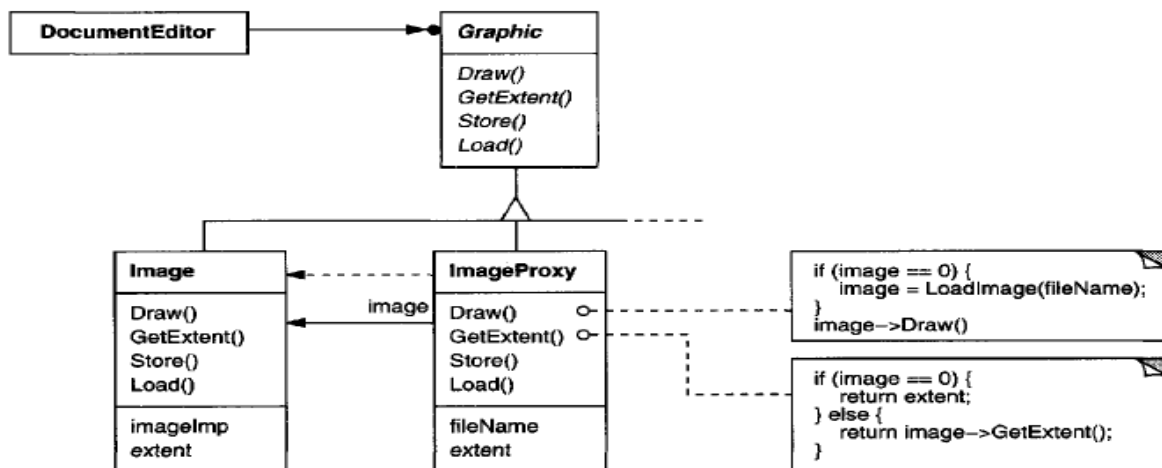 DocumentEditor
Graphic
Draw()
GetExtent()
Store()
Load()
Image
Draw()
GetExtent()
Store()
Load()
imageImp
extent
image
ImageProxy
Draw()
GetExtent()
Store()
Load()
fileName
extent
if (image == 0) {
image = LoadImage(fileName);
}
image->Draw()
if (image == 0) {
return extent;
} else {
return image->GetExtent();
}